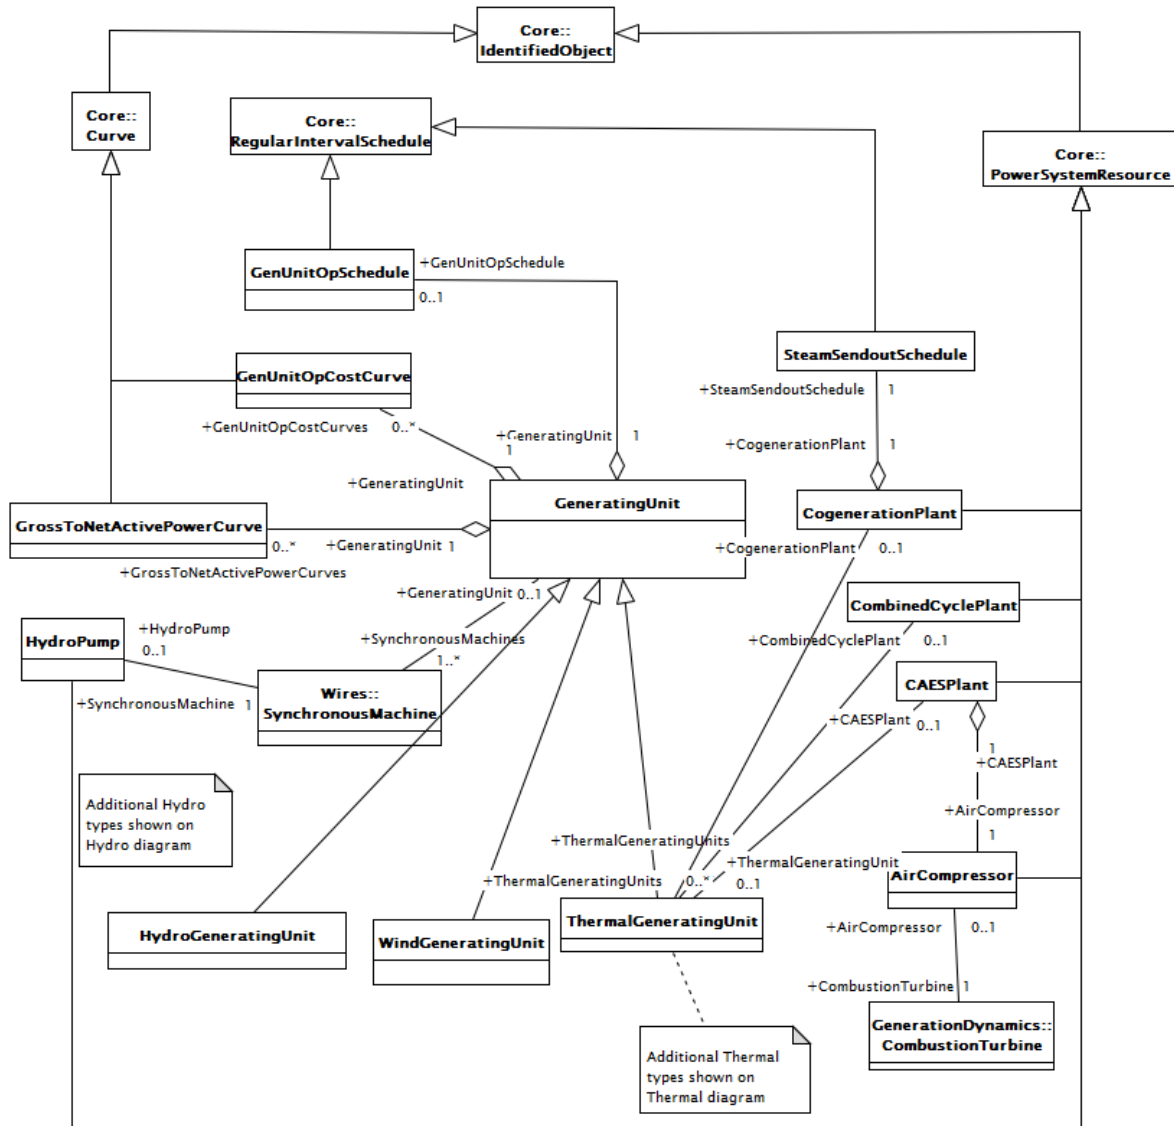 Core::
IdentifiedObject
Core::
Curve
Core::
RegularIntervalSchedule
Core::
PowerSystemResource
GenUnitOpSchedule
+GenUnitOpSchedule
0..1
SteamSendoutSchedule
+SteamSendoutSchedule
1
GenUnitOpCostCurve
+GenUnitOpCostCurves
0..*
+GeneratingUnit
1
1
+GeneratingUnit
+CogenerationPlant
1
GeneratingUnit
CogenerationPlant
GrossToNetActivePowerCurve
0..*
+GeneratingUnit
1
+GrossToNetActivePowerCurves
+CogenerationPlant
0..1
+GeneratingUnit
0..1
CombinedCyclePlant
+CombinedCyclePlant
0..1
HydroPump
+HydroPump
0..1
+SynchronousMachines
1..*
+SynchronousMachine
1
Wires::
SynchronousMachine
CAESPlant
+CAESPlant
0..1
1
+CAESPlant
Additional Hydro
types shown on
Hydro diagram
+AirCompressor
1
+ThermalGeneratingUnits
+ThermalGeneratingUnit
+ThermalGeneratingUnits
0..*
0..1
AirCompressor
+AirCompressor
0..1
HydroGeneratingUnit
WindGeneratingUnit
ThermalGeneratingUnit
+CombustionTurbine
1
GenerationDynamics::
CombustionTurbine
Additional Thermal
types shown on
Thermal diagram